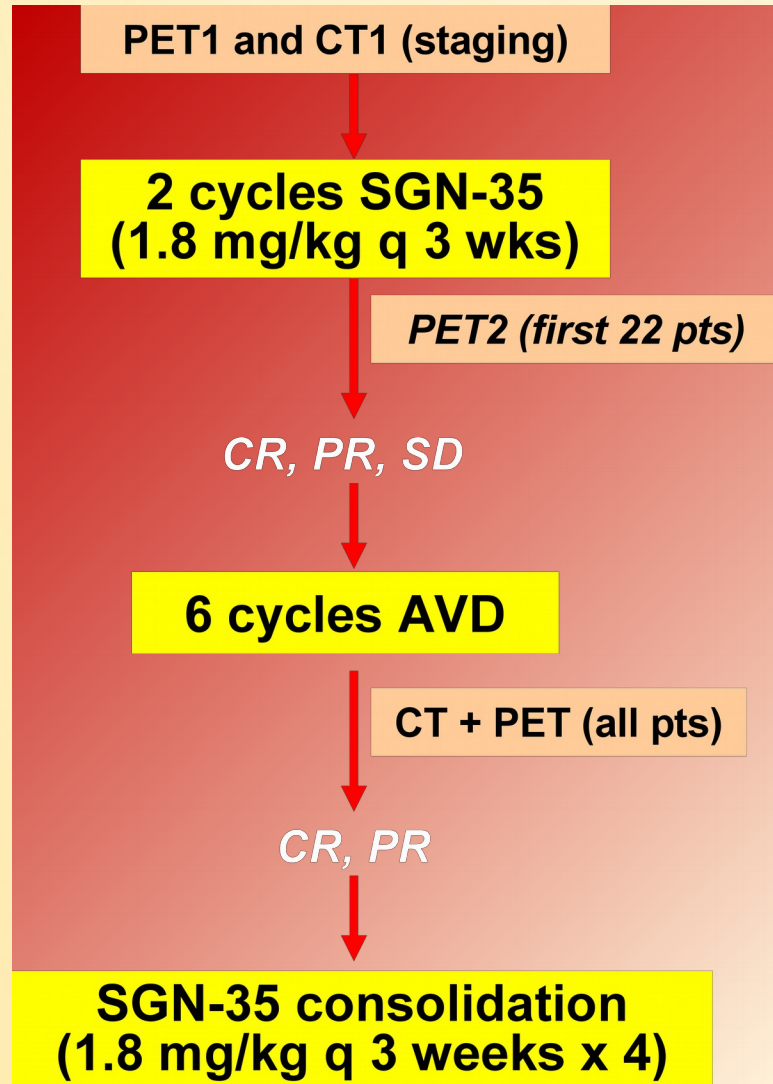 PET1 and CT1 (staging)
2 cycles SGN-35
(1.8 mg/kg q 3 wks)
PET2 (first 22 pts)
CR, PR, SD
6 cycles AVD
CT + PET (all pts)
CR, PR
SGN-35 consolidation
(1.8 mg/kg q 3 weeks x 4)